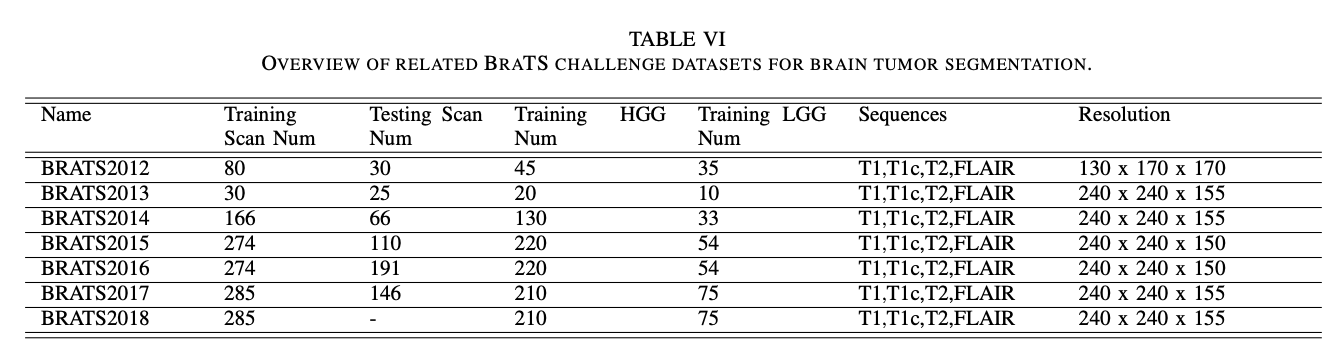 TABLE VI
OVERVIEW OF RELATED BRATS CHALLENGE DATASETS FOR BRAIN TUMOR SEGMENTATION.
Name Training Testing Scan Training HGG Training LGG Sequences Resolution
Scan Num Num Num Num
BRATS2012 80 30 45 35 T1,T1c,T2,FLAIR 130 x 170 x 170
BRATS2013 30 25 20 10 T1,T1c,T2,FLAIR 240 x 240 x 155
BRATS2014 166 66 130 33 T1,T1c,T2,FLAIR 240 x 240 x 155
BRATS2015 274 110 220 54 T1,T1c,T2,FLAIR 240 x 240 x 150
BRATS2016 274 191 220 54 T1,T1c,T2,FLAIR 240 x 240 x 150
BRATS2017 285 146 210 75 T1,T1c,T2,FLAIR 240 x 240 x 155
BRATS2018 285 - 210 75 T1,T1c,T2,FLAIR 240 x 240 x 155